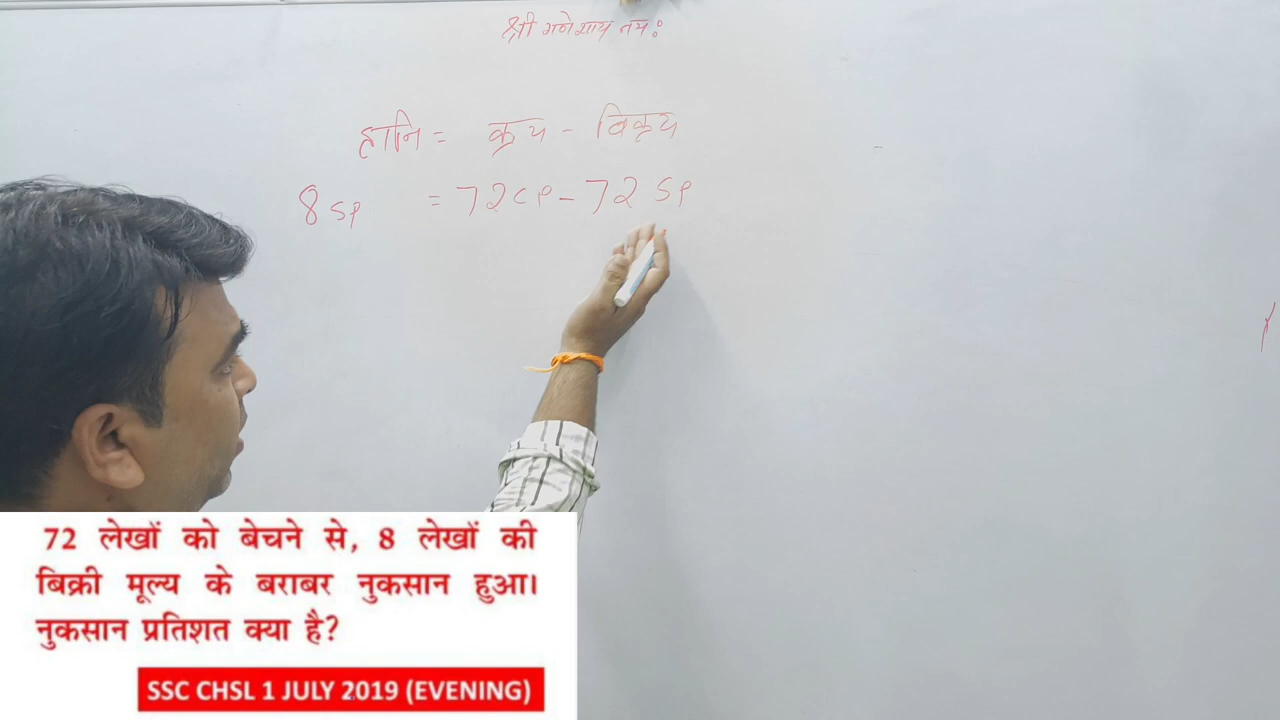 श्री गणेशाय नमः
हानि = क्रय - विक्रय
8 SP = 72 CP - 72 SP
72 लेखों को बेचने से, 8 लेखों की
बिक्री मूल्य के बराबर नुकसान हुआ।
नुकसान प्रतिशत क्या है?
SSC CHSL 1 JULY 2019 (EVENING)